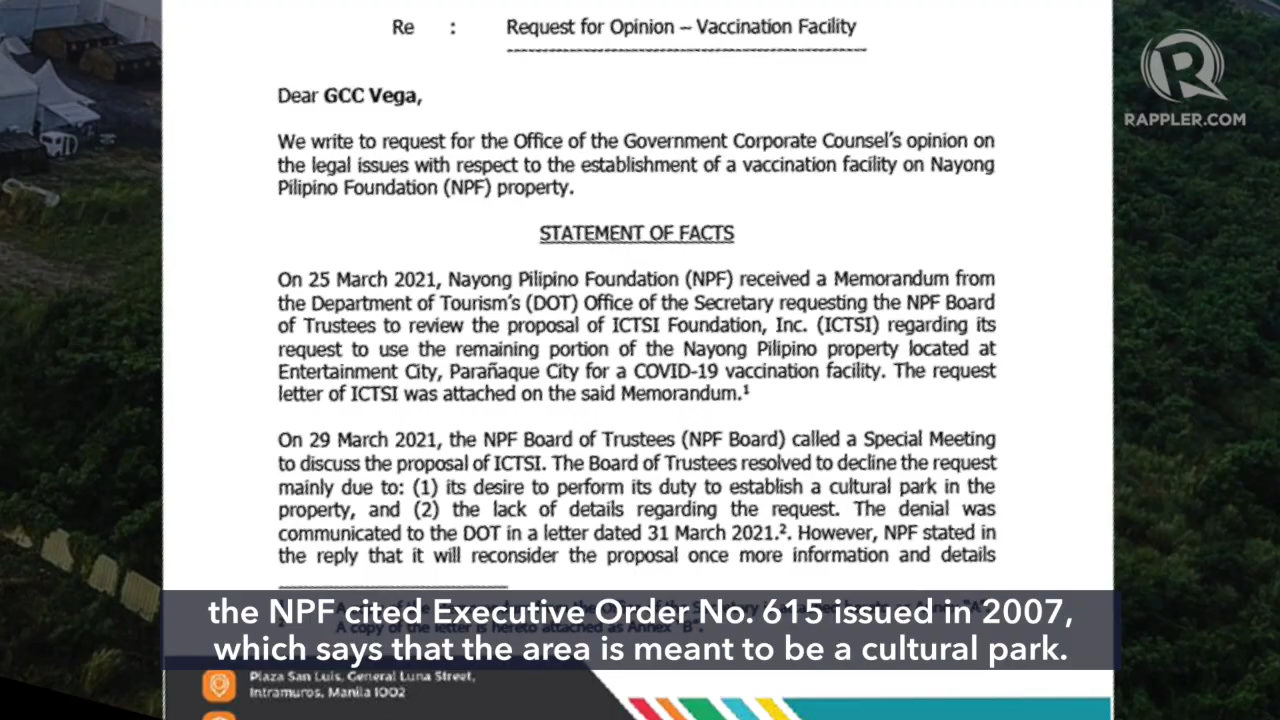 Re : Request for Opinion – Vaccination Facility
R
RAPPLER.COM
Dear GCC Vega,
We write to request for the Office of the Government Corporate Counsel's opinion on
the legal issues with respect to the establishment of a vaccination facility on Nayong
Pilipino Foundation (NPF) property.
STATEMENT OF FACTS
On 25 March 2021, Nayong Pilipino Foundation (NPF) received a Memorandum from
the Department of Tourism's (DOT) Office of the Secretary requesting the NPF Board
of Trustees to review the proposal of ICTSI Foundation, Inc. (ICTSI) regarding its
request to use the remaining portion of the Nayong Pilipino property located at
Entertainment City, Parañaque City for a COVID-19 vaccination facility. The request
letter of ICTSI was attached on the said Memorandum.¹
On 29 March 2021, the NPF Board of Trustees (NPF Board) called a Special Meeting
to discuss the proposal of ICTSI. The Board of Trustees resolved to decline the request
mainly due to: (1) its desire to perform its duty to establish a cultural park in the
property, and (2) the lack of details regarding the request. The denial was
communicated to the DOT in a letter dated 31 March 2021.². However, NPF stated in
the reply that it will reconsider the proposal once more information and details
the NPF cited Executive Order No. 615 issued in 2007,
A copy of the letter is hereto attached as Annex "B".
which says that the area is meant to be a cultural park.
Plaza San Luis, General Luna Street,
Intramuros, Manila 1002